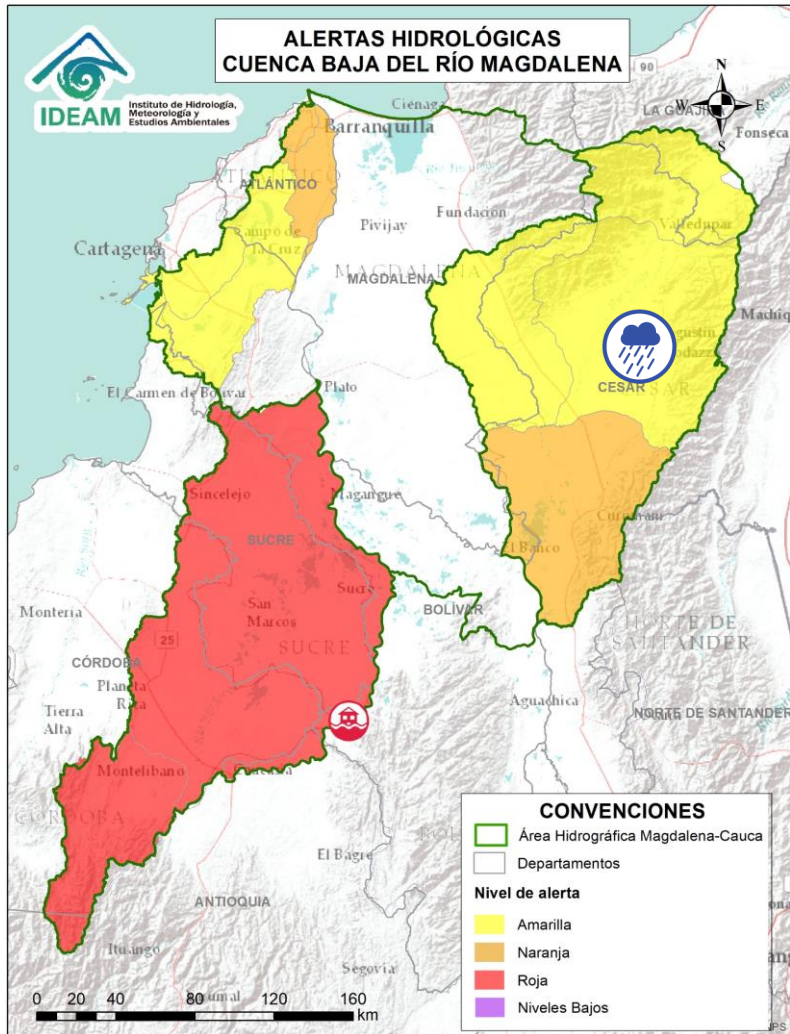 ALERTAS HIDROLÓGICAS
CUENCA BAJA DEL RÍO MAGDALENA
IDEAM
Instituto de Hidrología,
Meteorología y
Estudios Ambientales
N
W
E
S
90
LA GUAJIRA
Fonseca
Ciénaga
Barranquilla
ATLÁNTICO
Fundación
Pivijay
Valledupar
Campo de
la Cruz
Cartagena
MAGDALENA
MAGDALENA
CESAR
El Carmen de Bolívar
Plato
Sincelejo
Magangue
SUCRE
El Banco
Sucre
San
Marcos
BOLÍVAR
Montería
25
SUCRE
NORTE DE
SANTANDER
CÓRDOBA
Planeta
Rica
Tierra
Alta
Aguachica
NORTE DE SANTANDER
Montelibano
CÓRDOBA
El Bagre
ANTIOQUIA
Ituango
Segovia
0 20 40 80 120 160
km
CONVENCIONES
Área Hidrográfica Magdalena-Cauca
Departamentos
Nivel de alerta
Amarilla
Naranja
Roja
Niveles Bajos